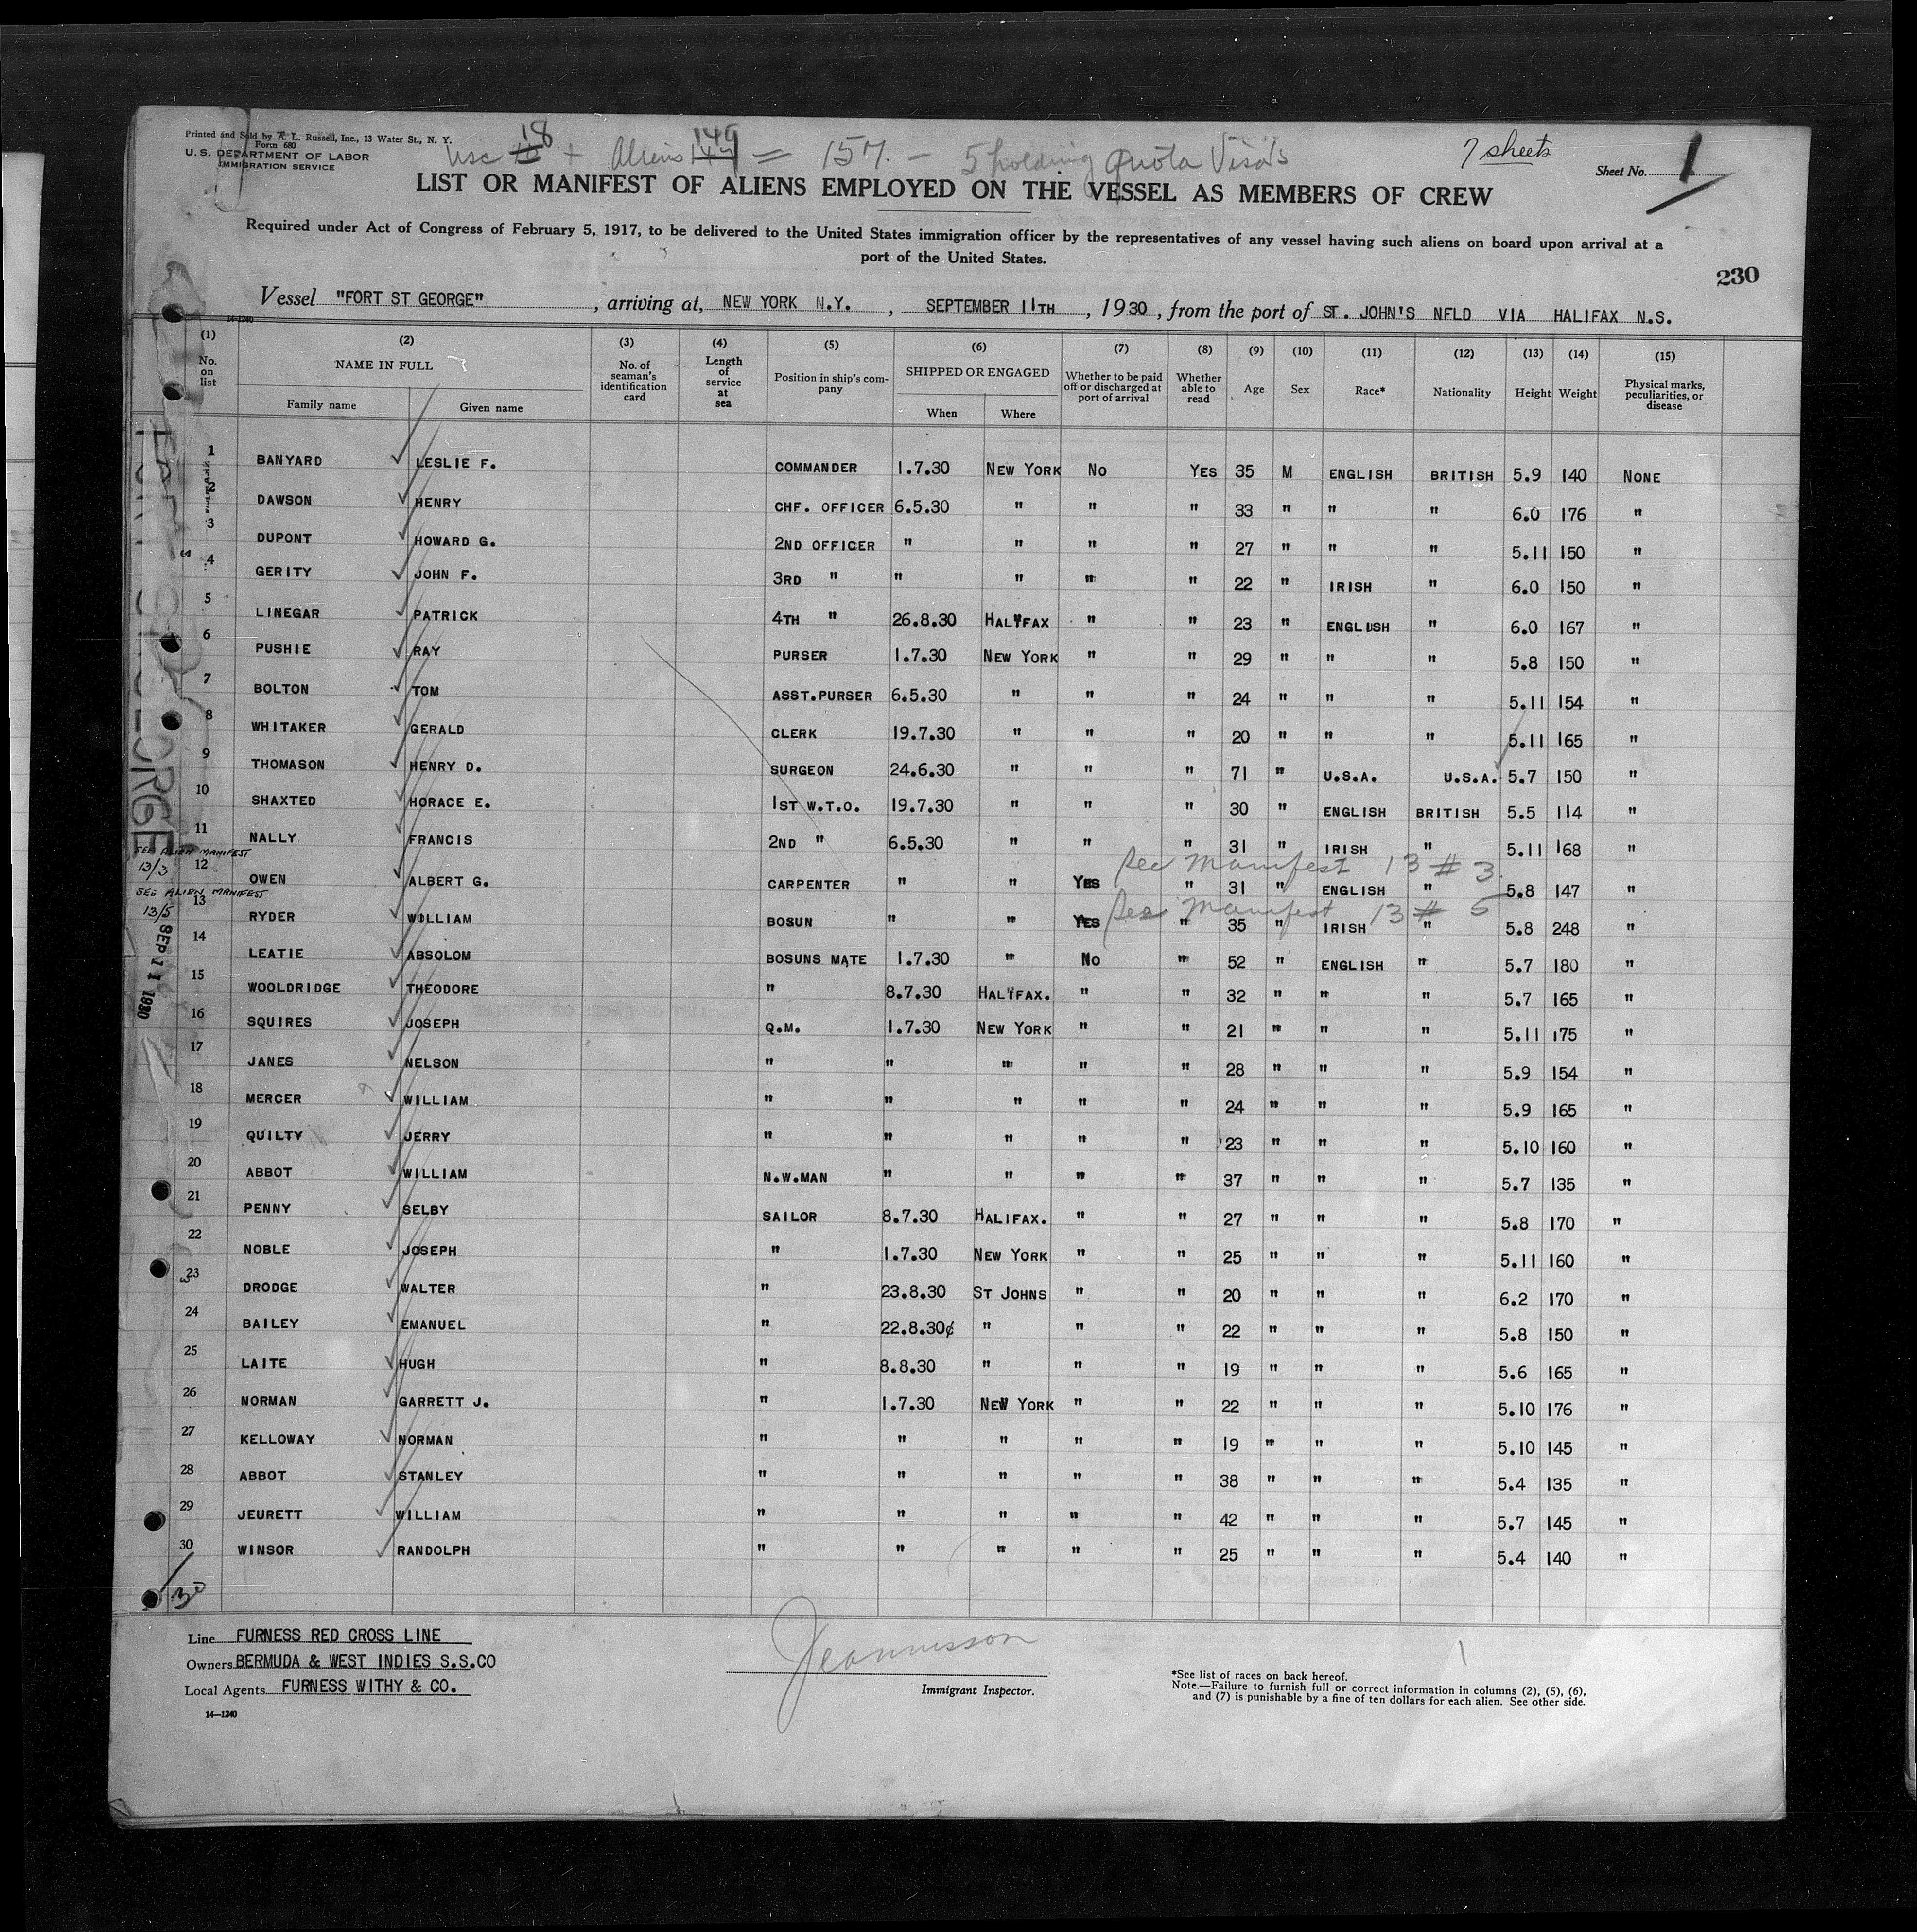 Printed and Sold by A. L. Russell, Inc., 13 Water St., N. Y.
Form 680
U. S. DEPARTMENT OF LABOR
IMMIGRATION SERVICE
USC 18 + Aliens 149 = 157. — 5 holding Quota Visa's
7 sheets
Sheet No. 1
LIST OR MANIFEST OF ALIENS EMPLOYED ON THE VESSEL AS MEMBERS OF CREW
Required under Act of Congress of February 5, 1917, to be delivered to the United States immigration officer by the representatives of any vessel having such aliens on board upon arrival at a
port of the United States.
230
Vessel "FORT ST GEORGE", arriving at, NEW YORK N.Y., SEPTEMBER 11TH, 1930, from the port of ST. JOHN'S NFLD VIA HALIFAX N.S.
14-1240
(1) (2) (3) (4) (5) (6) (7) (8) (9) (10) (11) (12) (13) (14) (15)
No. on list
NAME IN FULL
Family name
Given name
No. of seaman's identification card
Length of service at sea
Position in ship's company
SHIPPED OR ENGAGED
When
Where
Whether to be paid off or discharged at port of arrival
Whether able to read
Age
Sex
Race*
Nationality
Height
Weight
Physical marks, peculiarities, or disease
1 BANYARD LESLIE F. COMMANDER 1.7.30 NEW YORK NO YES 35 M ENGLISH BRITISH 5.9 140 NONE
2 DAWSON HENRY CHF. OFFICER 6.5.30 " " " 33 " " " 6.0 176 "
3 DUPONT HOWARD G. 2ND OFFICER " " " " 27 " " " 5.11 150 "
4 GERITY JOHN F. 3RD " " " " " 22 " IRISH " 6.0 150 "
5 LINEGAR PATRICK 4TH " 26.8.30 HALIFAX " " 23 " ENGLISH " 6.0 167 "
6 PUSHIE RAY PURSER 1.7.30 NEW YORK " " 29 " " " 5.8 150 "
7 BOLTON TOM ASST.PURSER 6.5.30 " " " 24 " " " 5.11 154 "
8 WHITAKER GERALD CLERK 19.7.30 " " " 20 " " " 5.11 165 "
9 THOMASON HENRY D. SURGEON 24.6.30 " " " 71 " U.S.A. U.S.A. 5.7 150 "
10 SHAXTED HORACE E. 1ST W.T.O. 19.7.30 " " " 30 " ENGLISH BRITISH 5.5 114 "
11 NALLY FRANCIS 2ND " 6.5.30 " " " 31 " IRISH " 5.11 168 "
SEE ALIEN MANIFEST 13/3
See Manifest 13 # 3.
12 OWEN ALBERT G. CARPENTER " " YES " 31 " ENGLISH " 5.8 147 "
SEE ALIEN MANIFEST 13/5
See Manifest 13 # 5
13 RYDER WILLIAM BOSUN " " YES " 35 " IRISH " 5.8 248 "
14 LEATIE ABSOLOM BOSUNS MATE 1.7.30 " NO " 52 " ENGLISH " 5.7 180 "
15 WOOLDRIDGE THEODORE " 8.7.30 HALIFAX. " " 32 " " " 5.7 165 "
16 SQUIRES JOSEPH Q.M. 1.7.30 NEW YORK " " 21 " " " 5.11 175 "
17 JANES NELSON " " " " " 28 " " " 5.9 154 "
18 MERCER WILLIAM " " " " " 24 " " " 5.9 165 "
19 QUILTY JERRY " " " " " 23 " " " 5.10 160 "
20 ABBOT WILLIAM N.W.MAN " " " " 37 " " " 5.7 135 "
21 PENNY SELBY SAILOR 8.7.30 HALIFAX. " " 27 " " " 5.8 170 "
22 NOBLE JOSEPH " 1.7.30 NEW YORK " " 25 " " " 5.11 160 "
23 DRODGE WALTER " 23.8.30 ST JOHNS " " 20 " " " 6.2 170 "
24 BAILEY EMANUEL " 22.8.30¢ " " " 22 " " " 5.8 150 "
25 LAITE HUGH " 8.8.30 " " " 19 " " " 5.6 165 "
26 NORMAN GARRETT J. " 1.7.30 NEW YORK " " 22 " " " 5.10 176 "
27 KELLOWAY NORMAN " " " " " 19 " " " 5.10 145 "
28 ABBOT STANLEY " " " " " 38 " " " 5.4 135 "
29 JEURETT WILLIAM " " " " " 42 " " " 5.7 145 "
30 WINSOR RANDOLPH " " " " " 25 " " " 5.4 140 "
30
SEP 11 1930
Line FURNESS RED CROSS LINE
Owners BERMUDA & WEST INDIES S.S.CO
Local Agents FURNESS WITHY & CO.
14—1240
Immigrant Inspector.
1
*See list of races on back hereof.
Note.—Failure to furnish full or correct information in columns (2), (5), (6),
and (7) is punishable by a fine of ten dollars for each alien. See other side.